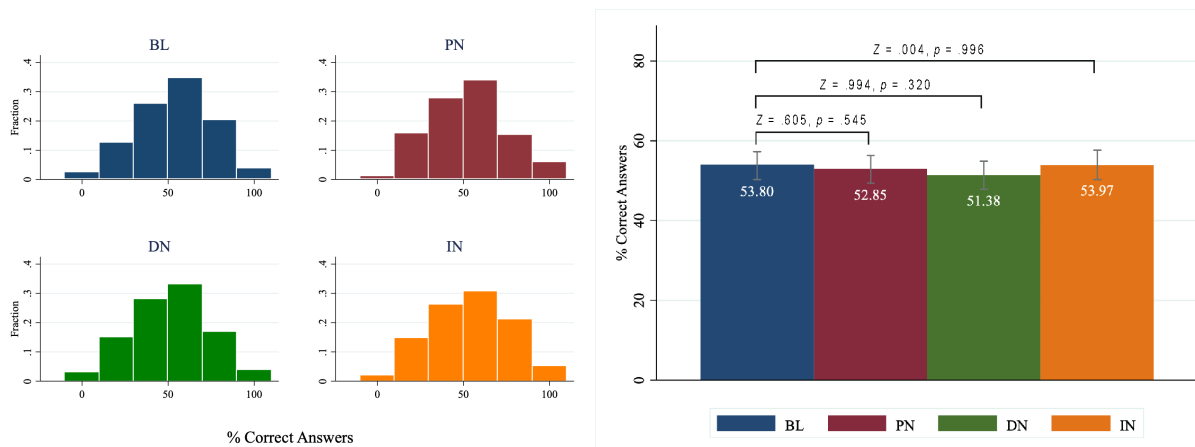 BL
PN
Fraction
.4
.3
.2
.1
0
0
50
100
.4
.3
.2
.1
0
0
50
100
DN
IN
Fraction
.4
.3
.2
.1
0
0
50
100
.4
.3
.2
.1
0
0
50
100
% Correct Answers
% Correct Answers
80
60
40
20
0
Z = .004, p = .996
Z = .994, p = .320
Z = .605, p = .545
53.80
52.85
51.38
53.97
BL
PN
DN
IN